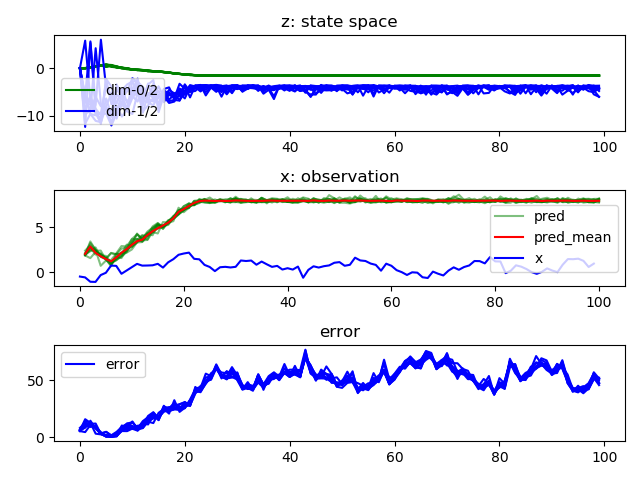 z: state space
0
−10
dim-0/2
dim-1/2
0 20 40 60 80 100
x: observation
5
0
pred
pred_mean
x
0 20 40 60 80 100
error
50
0
error
0 20 40 60 80 100